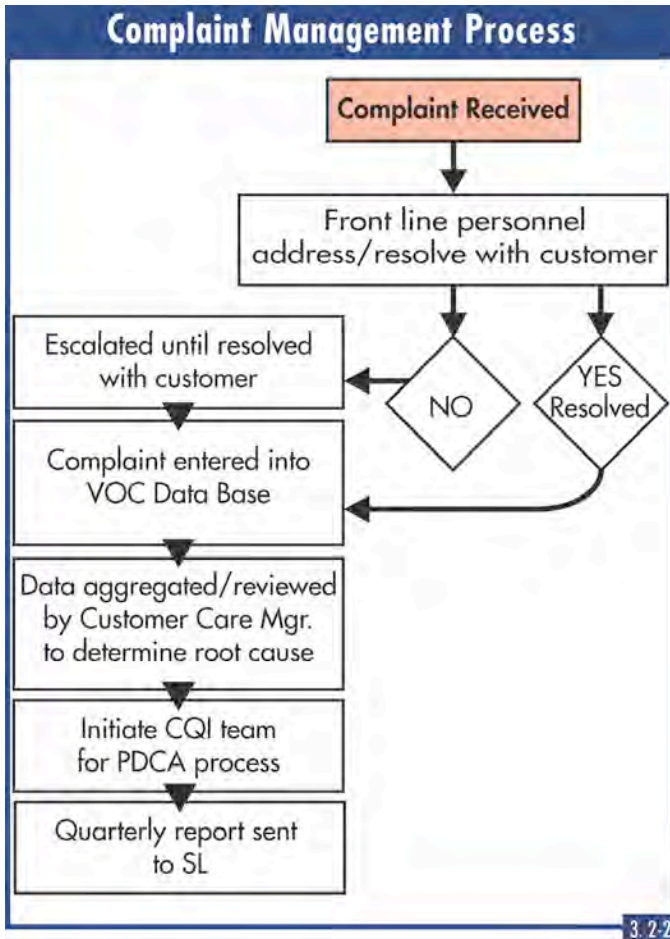 Complaint Management Process
Complaint Received
Front line personnel
address/resolve with customer
NO
YES
Resolved
Escalated until resolved
with customer
Complaint entered into
VOC Data Base
Data aggregated/reviewed
by Customer Care Mgr.
to determine root cause
Initiate CQI team
for PDCA process
Quarterly report sent
to SL
3.2-2